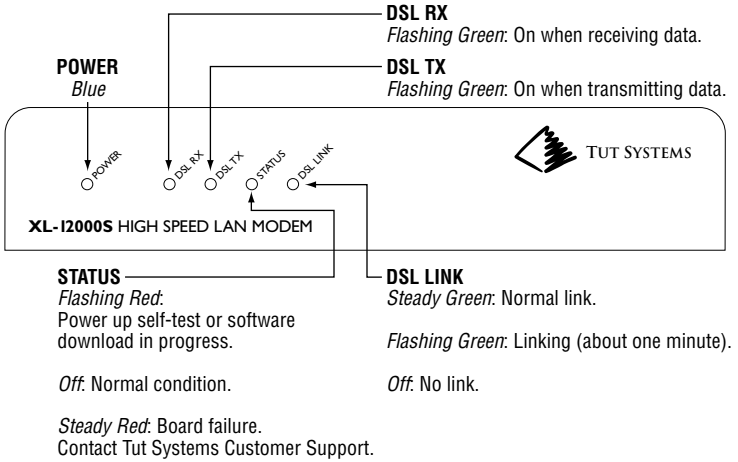 DSL RX
Flashing Green: On when receiving data.
POWER
Blue
DSL TX
Flashing Green: On when transmitting data.
POWER
DSL RX
DSL TX
STATUS
DSL LINK
TUT SYSTEMS
XL-12000S HIGH SPEED LAN MODEM
STATUS
Flashing Red:
Power up self-test or software
download in progress.
Off: Normal condition.
Steady Red: Board failure.
Contact Tut Systems Customer Support.
DSL LINK
Steady Green: Normal link.
Flashing Green: Linking (about one minute).
Off: No link.